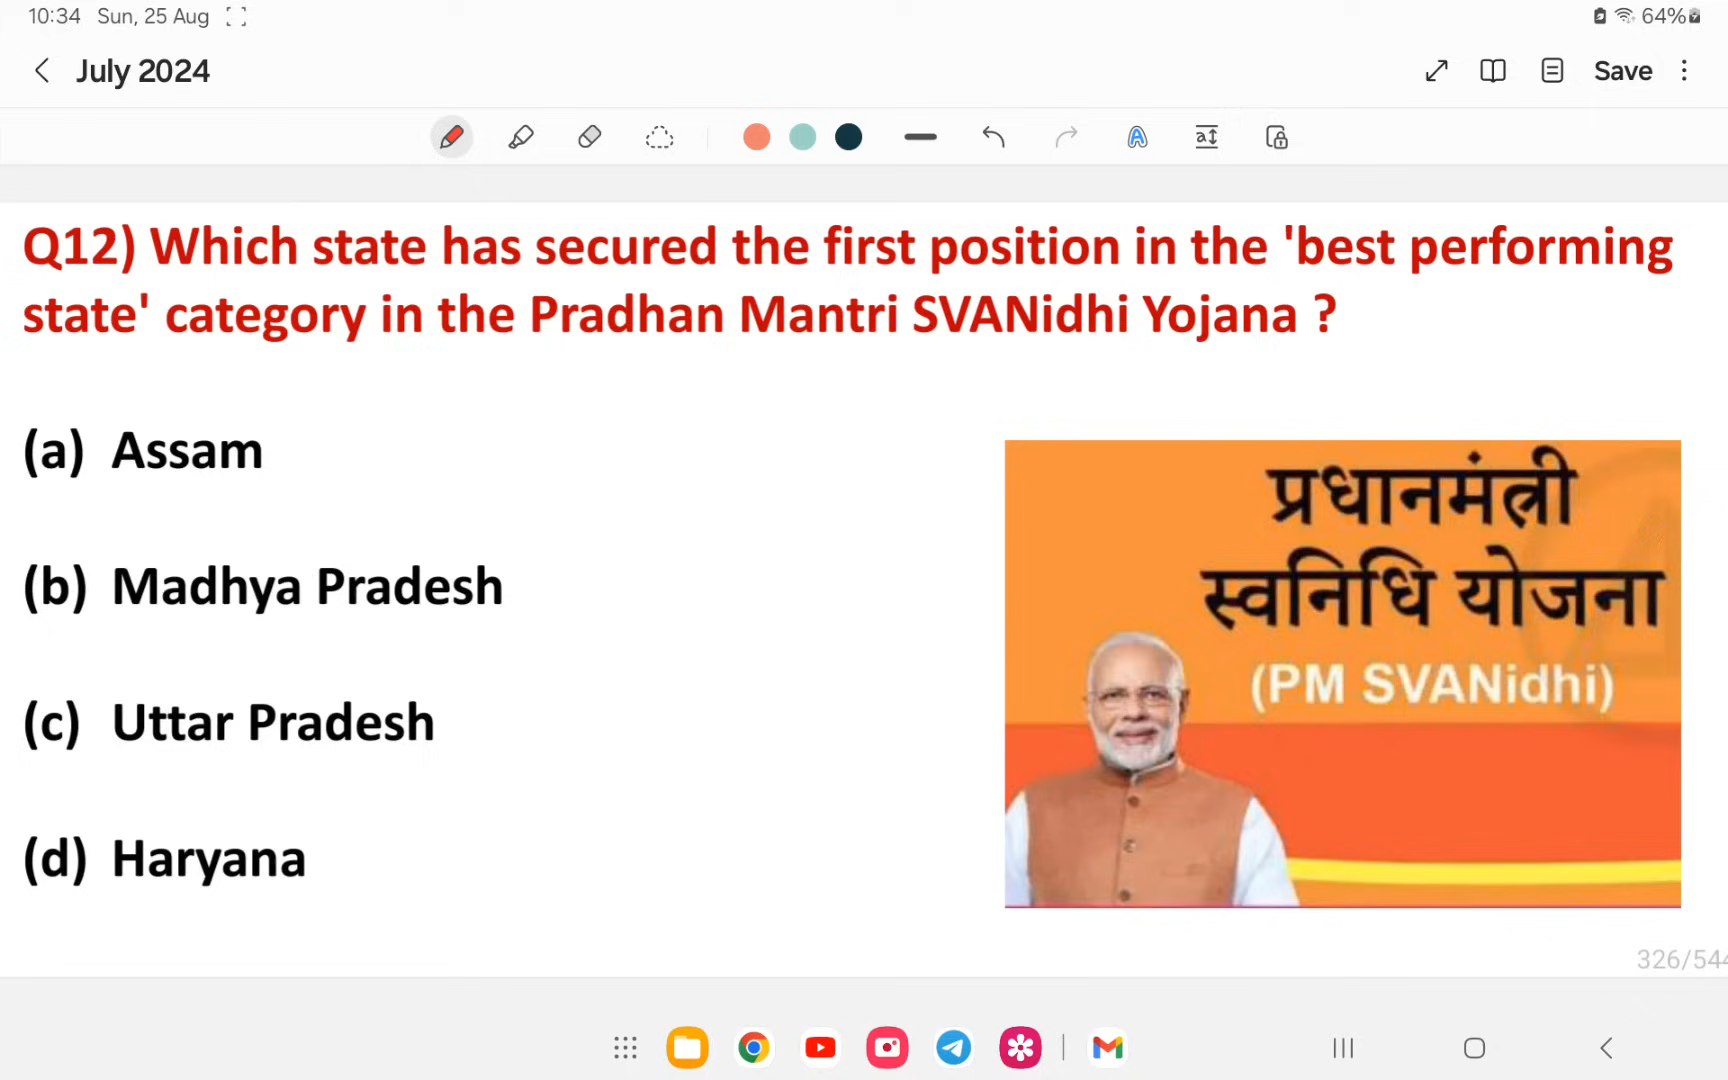 10:34 Sun, 25 Aug
64%
July 2024
Save
Q12) Which state has secured the first position in the 'best performing
state' category in the Pradhan Mantri SVANidhi Yojana ?
(a) Assam
(b) Madhya Pradesh
(c) Uttar Pradesh
(d) Haryana
प्रधानमंत्री
स्वनिधि योजना
(PM SVANidhi)
326/544